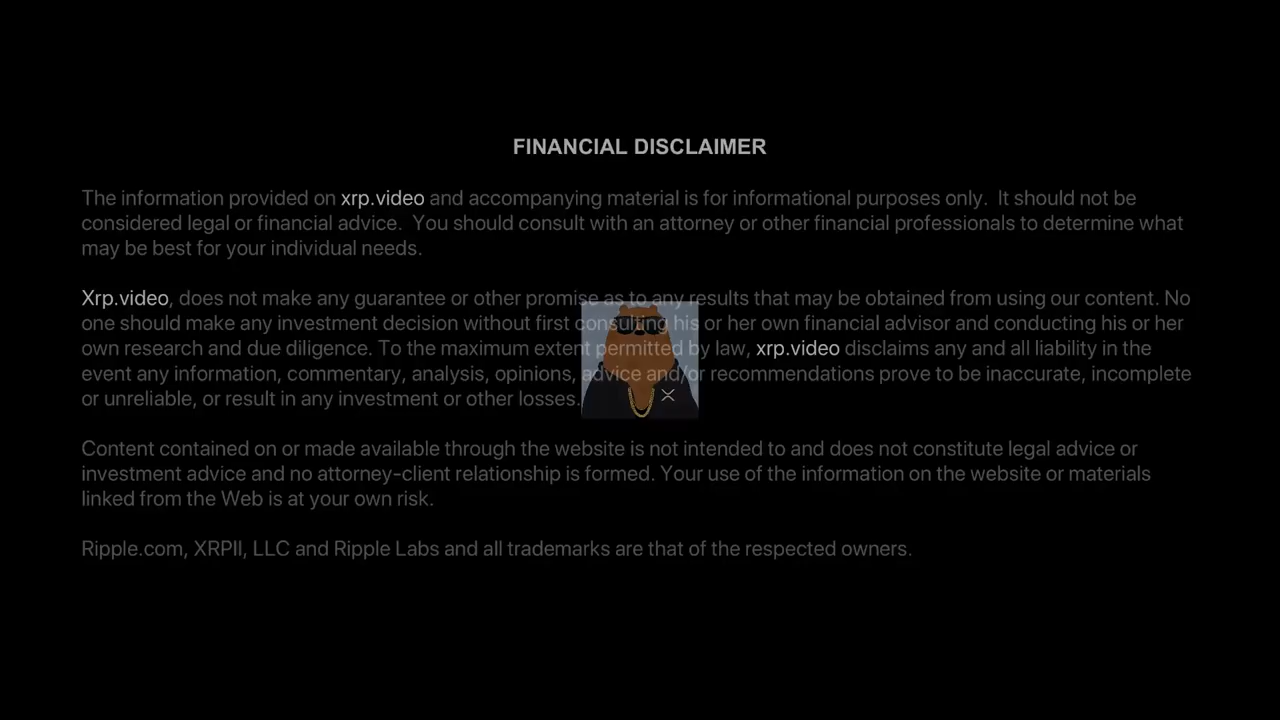 FINANCIAL DISCLAIMER
The information provided on xrp.video and accompanying material is for informational purposes only.  It should not be
considered legal or financial advice.  You should consult with an attorney or other financial professionals to determine what
may be best for your individual needs.
Xrp.video, does not make any guarantee or other promise as to any results that may be obtained from using our content. No
one should make any investment decision without first consulting his or her own financial advisor and conducting his or her
own research and due diligence. To the maximum extent permitted by law, xrp.video disclaims any and all liability in the
event any information, commentary, analysis, opinions, advice and/or recommendations prove to be inaccurate, incomplete
or unreliable, or result in any investment or other losses.
Content contained on or made available through the website is not intended to and does not constitute legal advice or
investment advice and no attorney-client relationship is formed. Your use of the information on the website or materials
linked from the Web is at your own risk.
Ripple.com, XRPII, LLC and Ripple Labs and all trademarks are that of the respected owners.